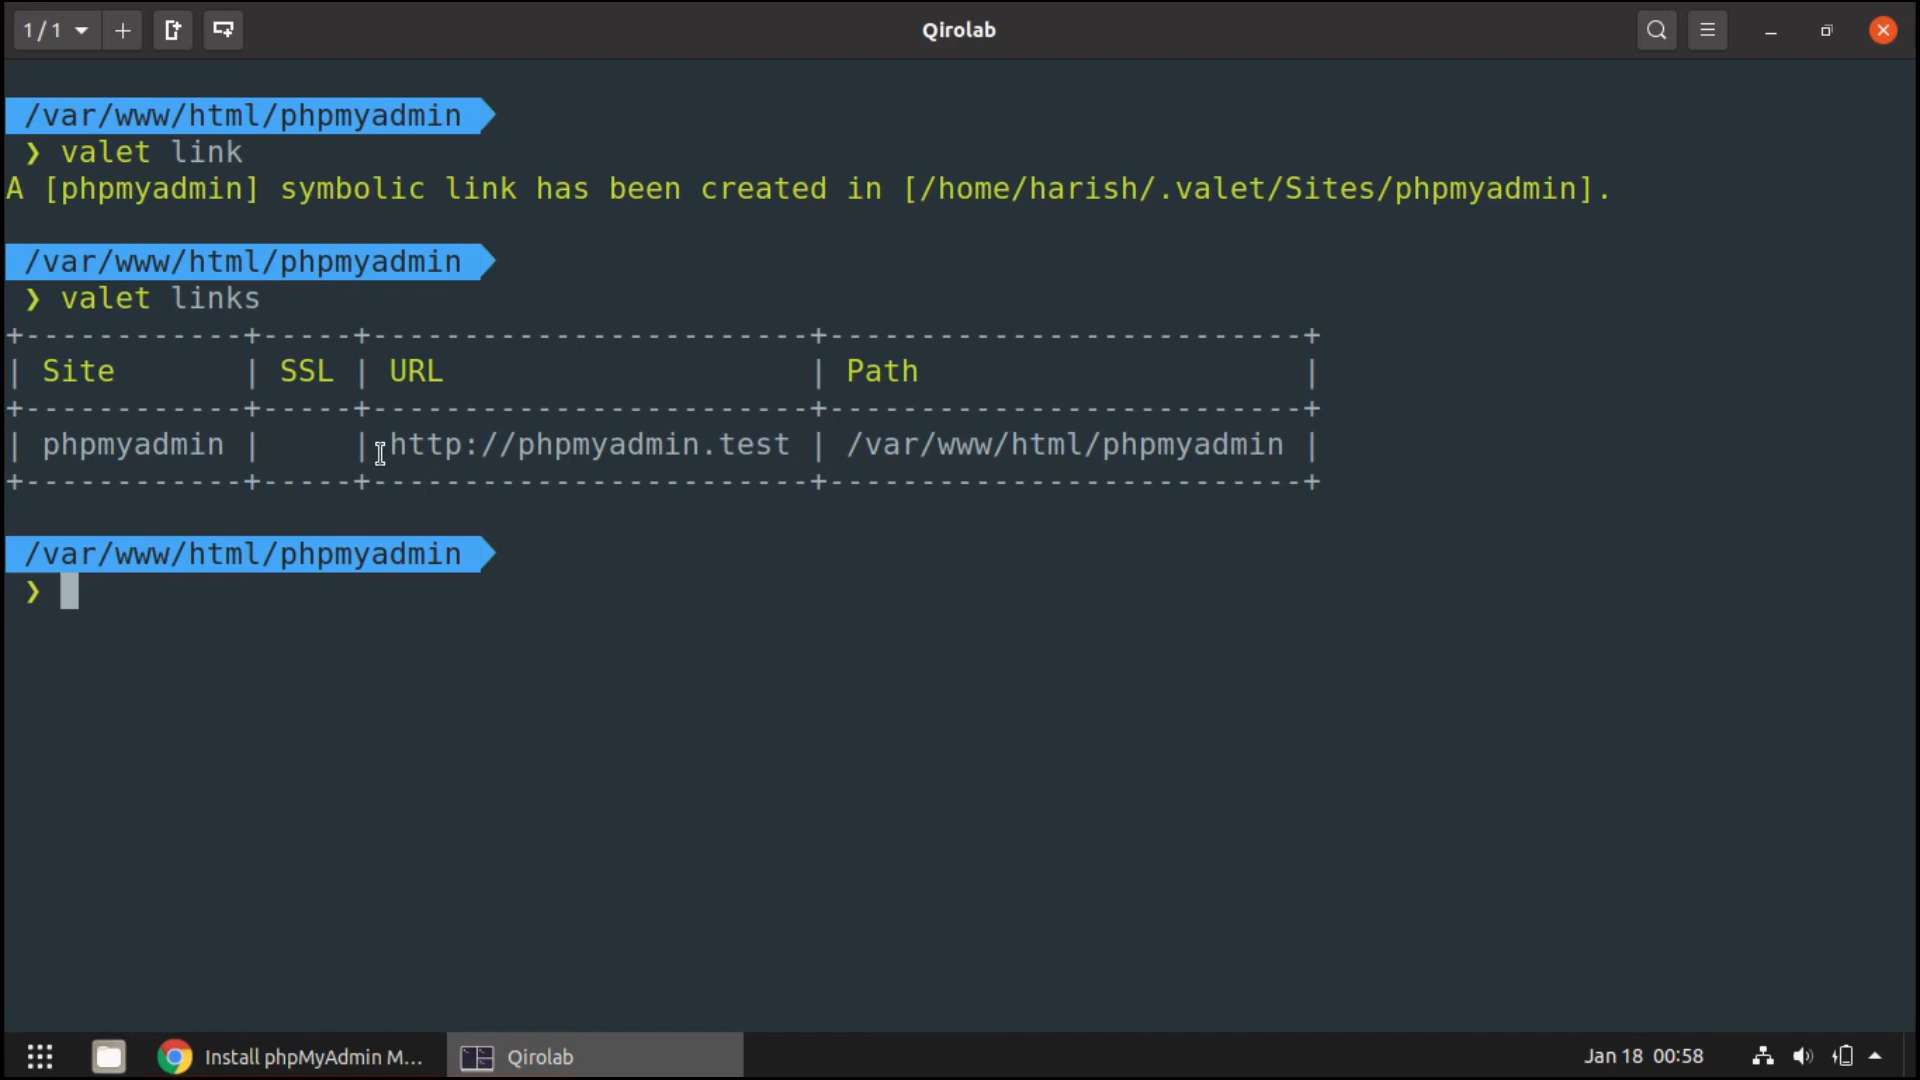 1/1
Qirolab
/var/www/html/phpmyadmin
❯ valet link
A [phpmyadmin] symbolic link has been created in [/home/harish/.valet/Sites/phpmyadmin].
/var/www/html/phpmyadmin
❯ valet links
+------------+-----+------------------------+--------------------------+
| Site       | SSL | URL                    | Path                     |
+------------+-----+------------------------+--------------------------+
| phpmyadmin |     | http://phpmyadmin.test | /var/www/html/phpmyadmin |
+------------+-----+------------------------+--------------------------+
/var/www/html/phpmyadmin
❯
Install phpMyAdmin M... Qirolab Jan 18 00:58